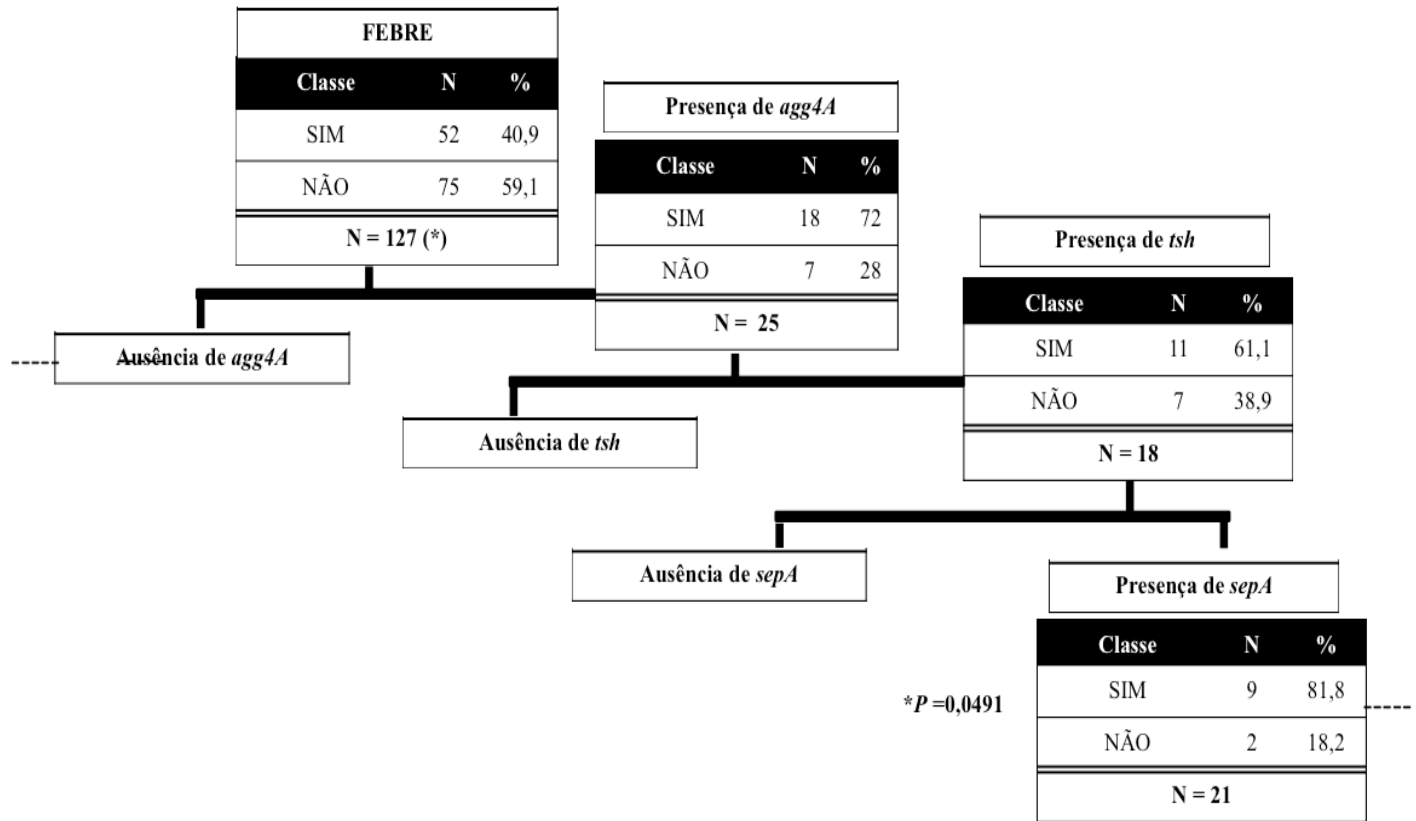 FEBRE
Classe N %
SIM 52 40,9
NÃO 75 59,1
N = 127 (*)
Presença de agg4A
Classe N %
SIM 18 72
NÃO 7 28
N = 25
Ausência de agg4A
Presença de tsh
Classe N %
SIM 11 61,1
NÃO 7 38,9
N = 18
Ausência de tsh
Ausência de sepA
Presença de sepA
Classe N %
SIM 9 81,8
NÃO 2 18,2
N = 21
*P =0,0491